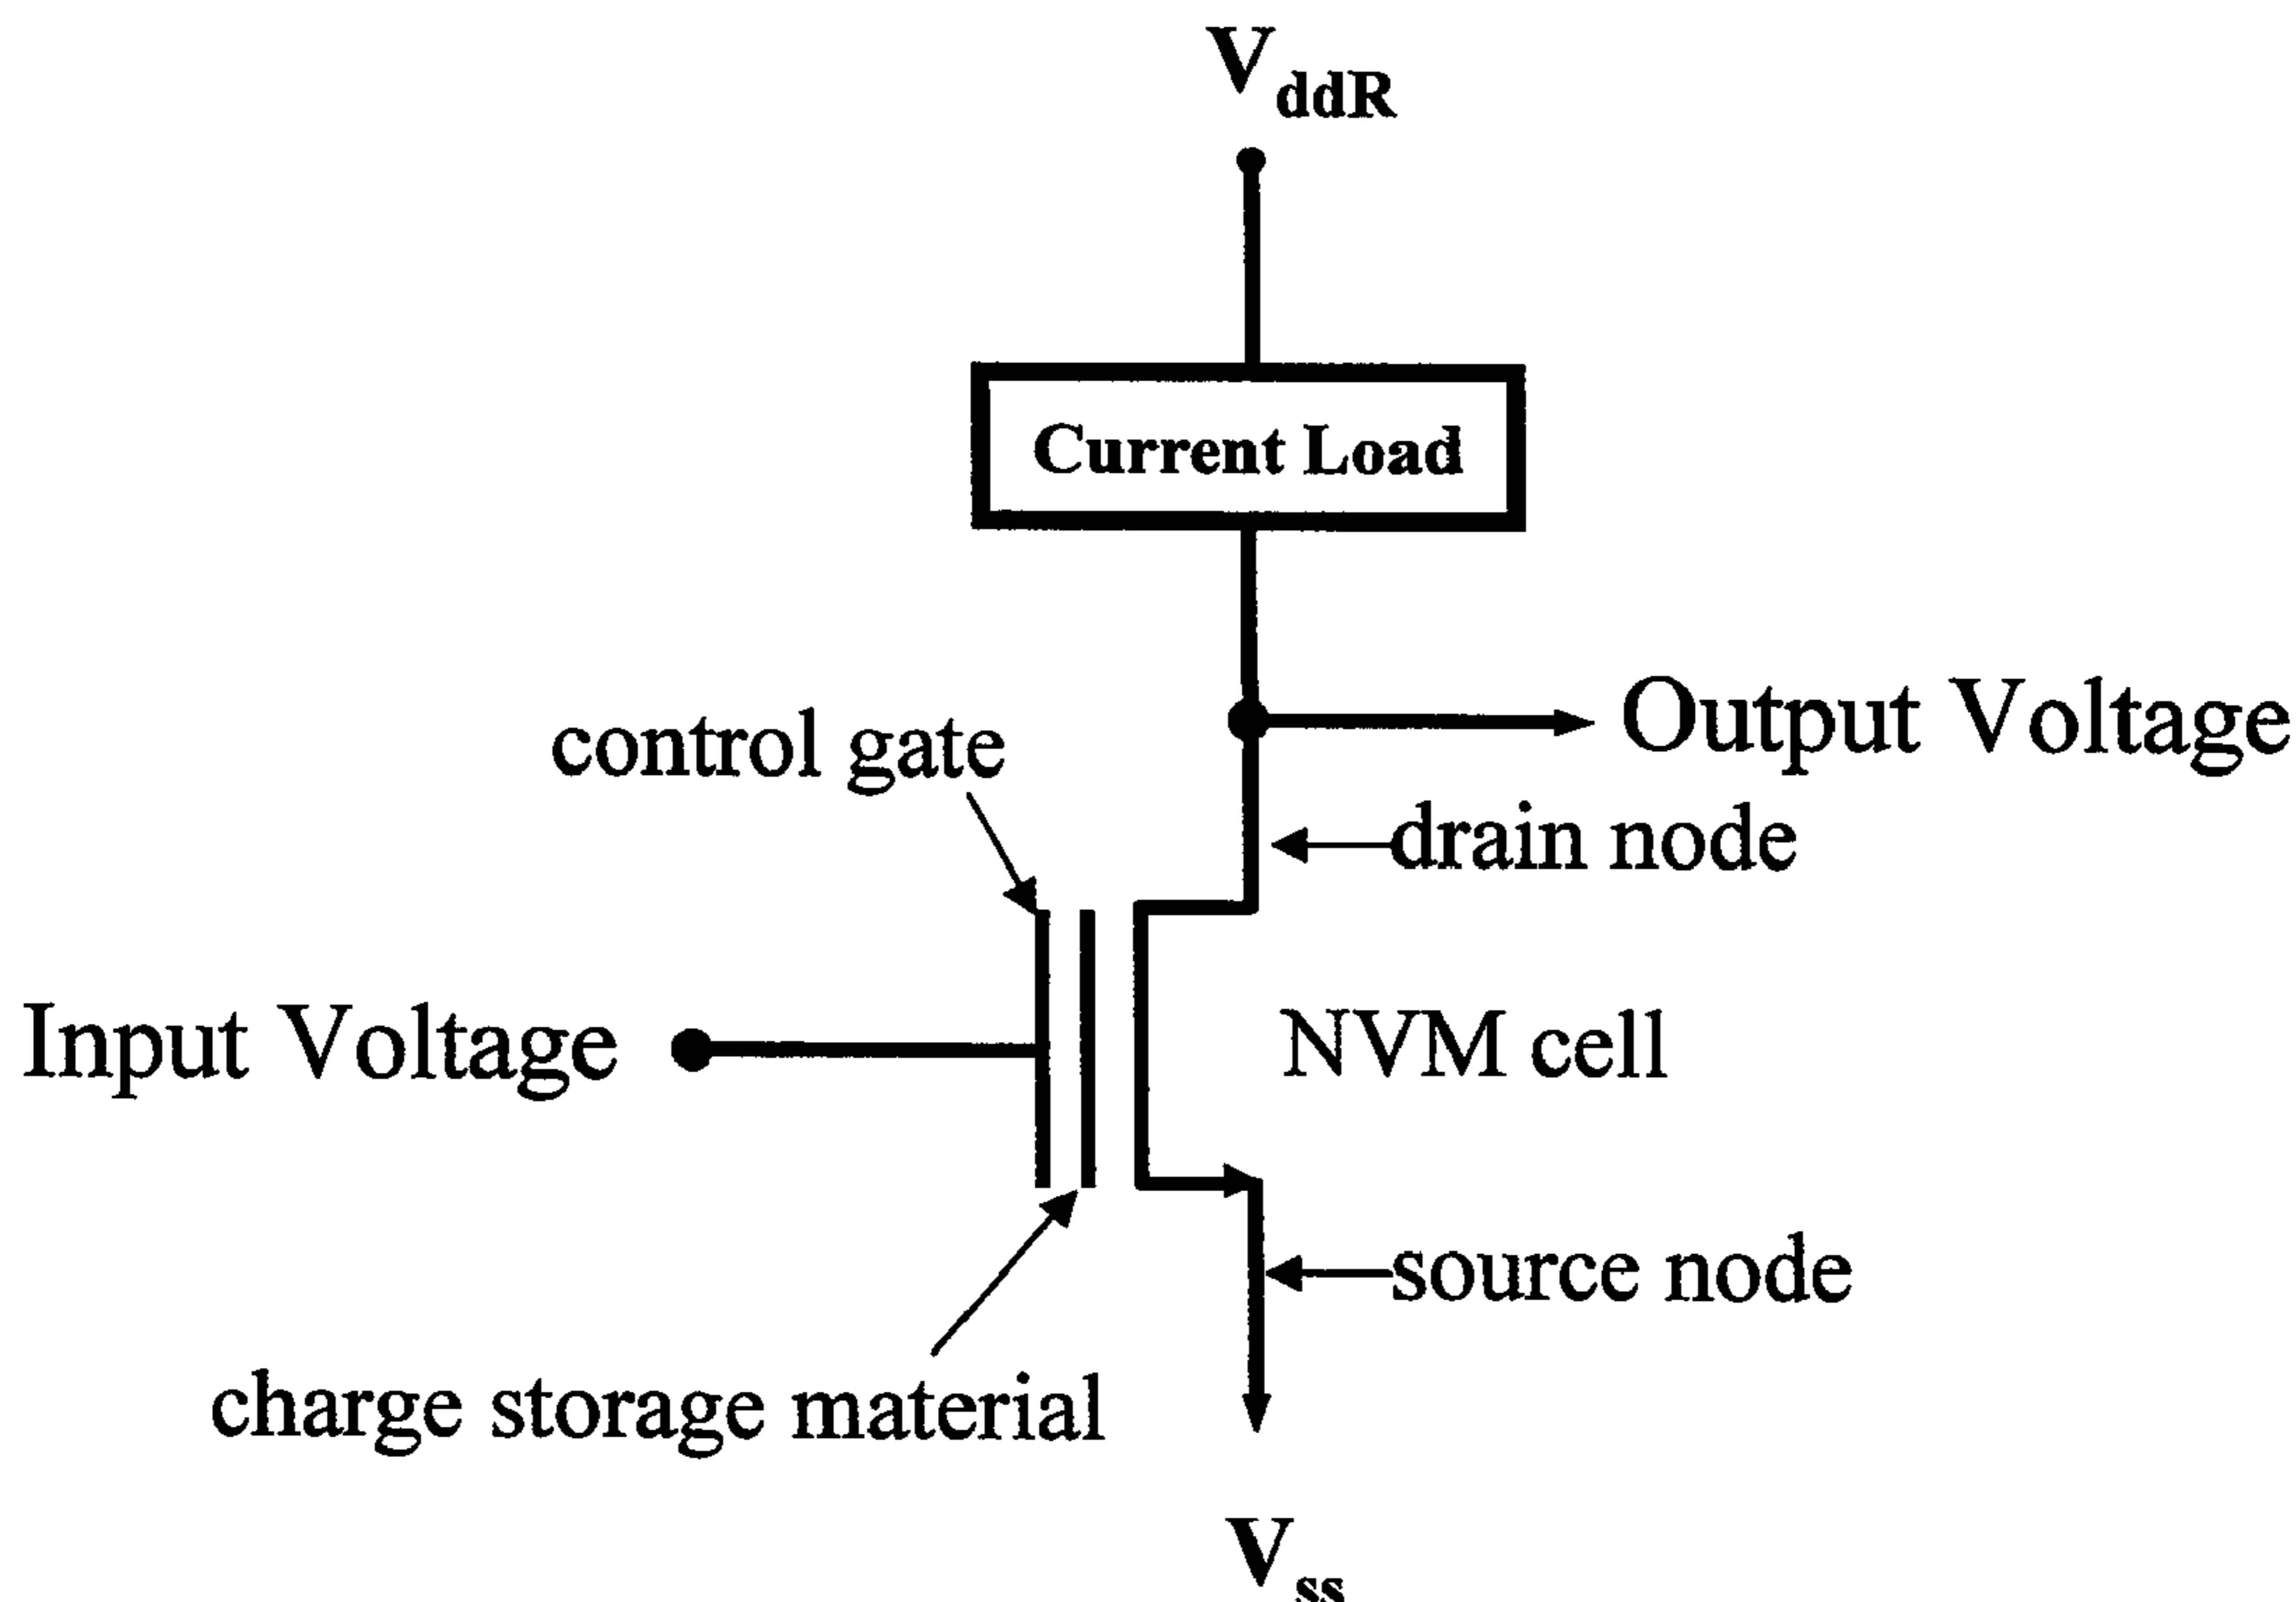 VddR
Current Load
Output Voltage
control gate
drain node
Input Voltage
NVM cell
source node
charge storage material
Vss